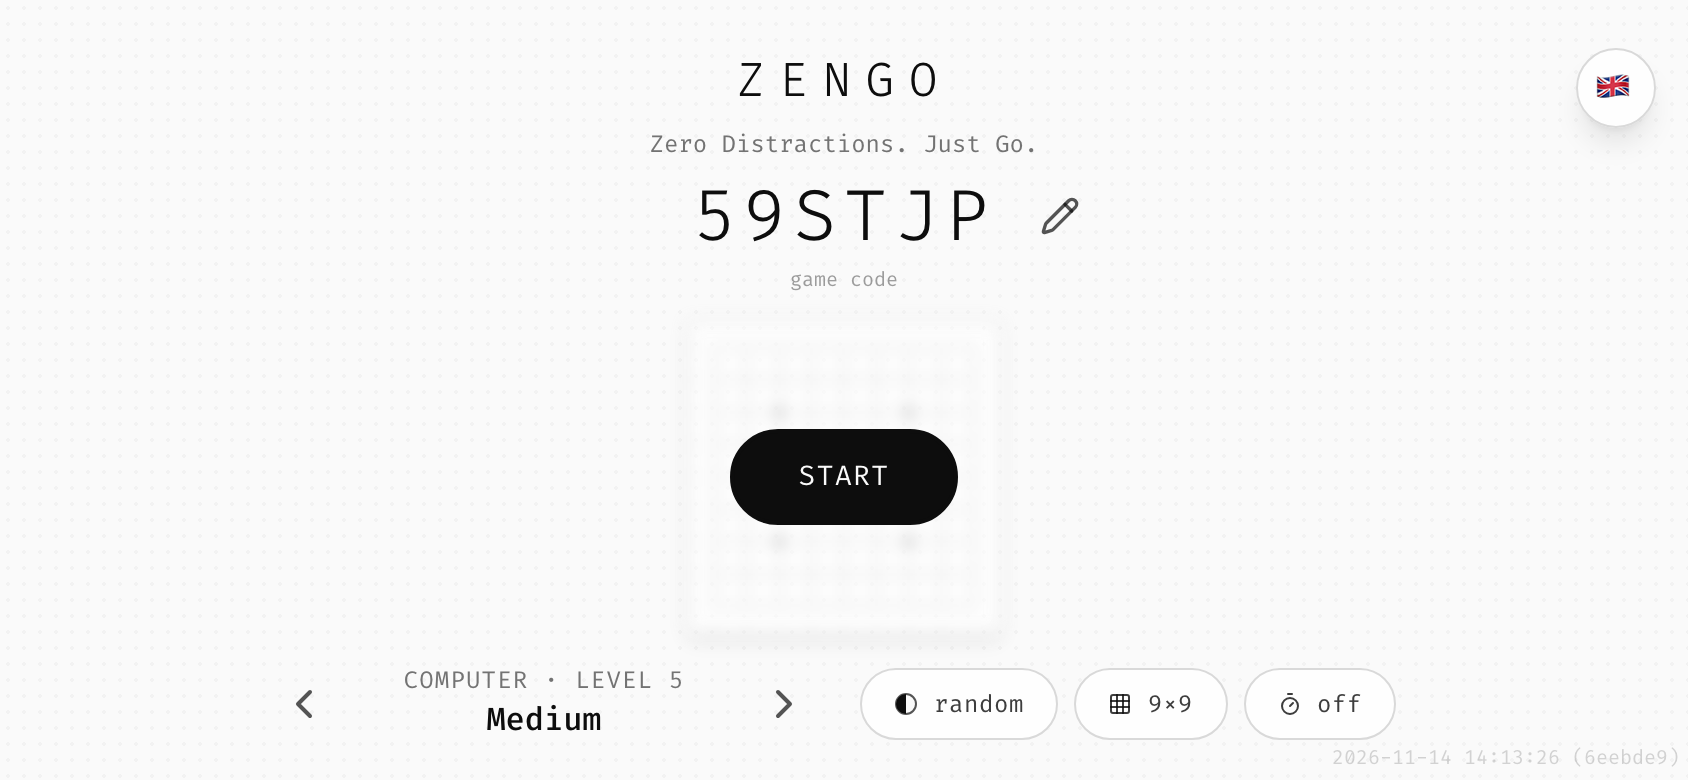 ZENGO
Zero Distractions. Just Go.
59STJP
game code
START
COMPUTER · LEVEL 5
Medium
random
9×9
off
2026-11-14 14:13:26 (6eebde9)